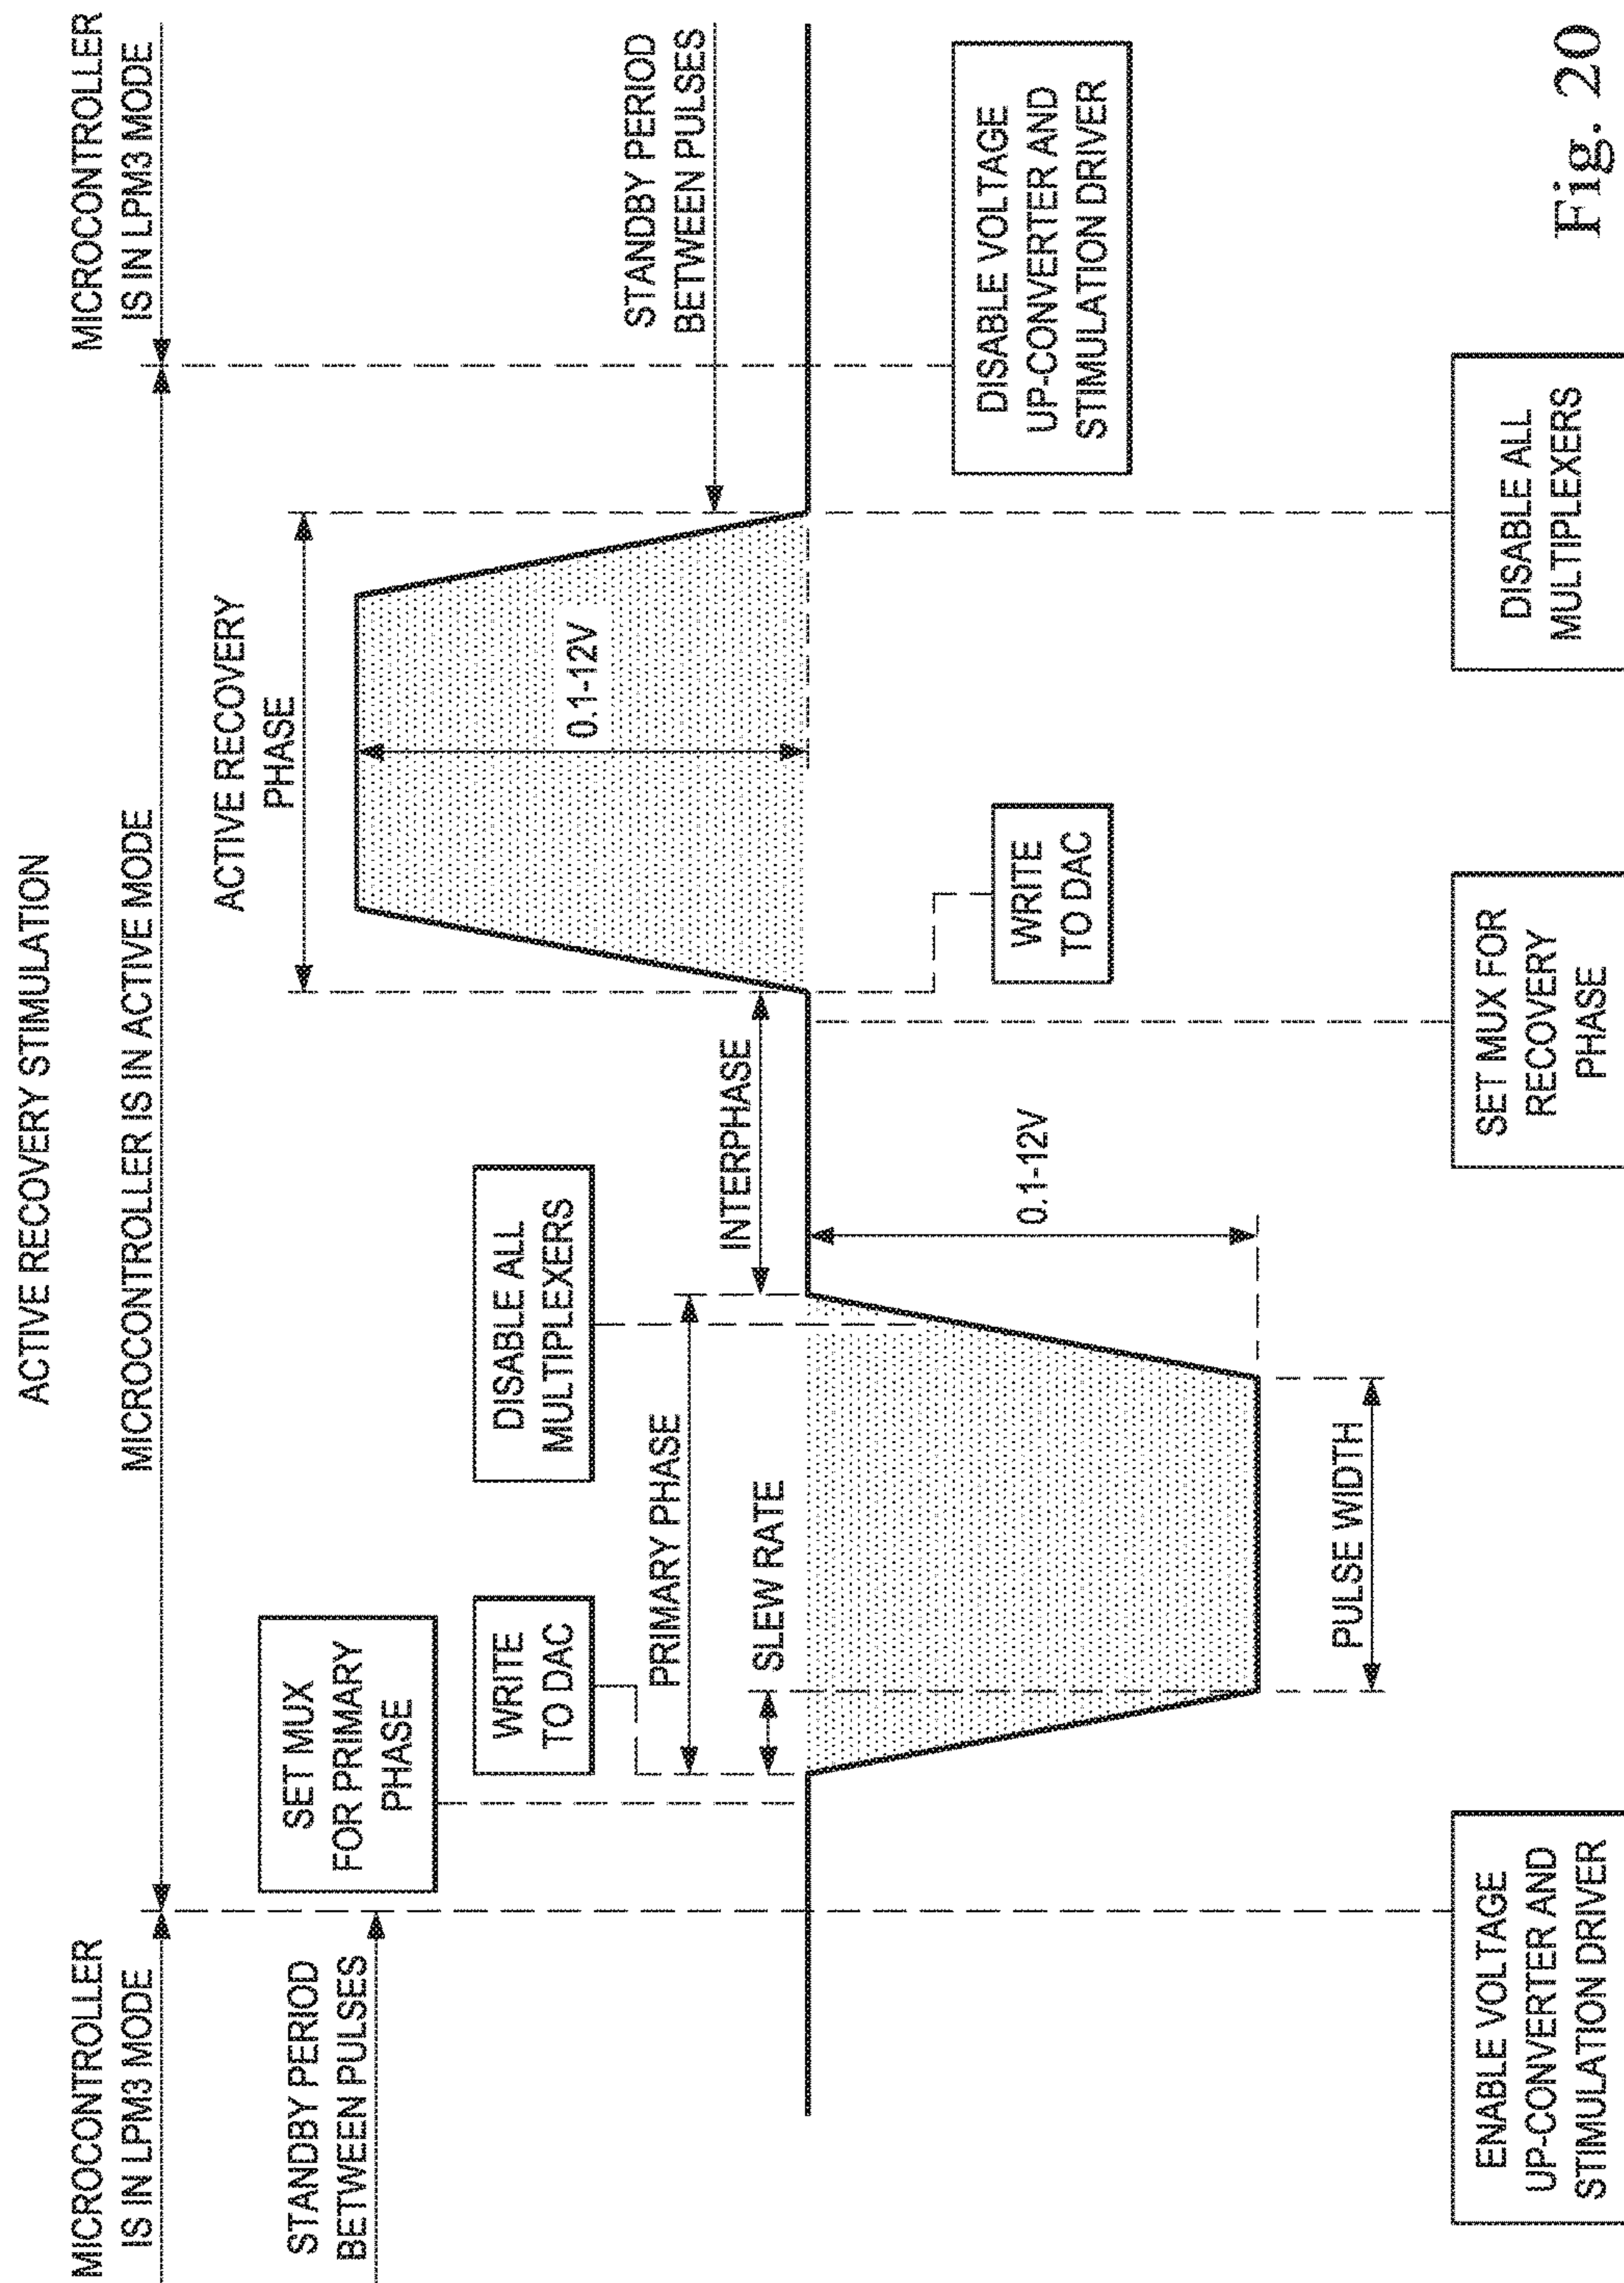 ACTIVE RECOVERY STIMULATION
MICROCONTROLLER
IS IN LPM3 MODE
MICROCONTROLLER IS IN ACTIVE MODE
MICROCONTROLLER
IS IN LPM3 MODE
STANDBY PERIOD
BETWEEN PULSES
SET MUX
FOR PRIMARY
PHASE
WRITE
TO DAC
DISABLE ALL
MULTIPLEXERS
PRIMARY PHASE
SLEW RATE
INTERPHASE
ACTIVE RECOVERY
PHASE
0.1-12V
STANDBY PERIOD
BETWEEN PULSES
0.1-12V
PULSE WIDTH
WRITE
TO DAC
DISABLE VOLTAGE
UP-CONVERTER AND
STIMULATION DRIVER
ENABLE VOLTAGE
UP-CONVERTER AND
STIMULATION DRIVER
SET MUX FOR
RECOVERY
PHASE
DISABLE ALL
MULTIPLEXERS
Fig. 20